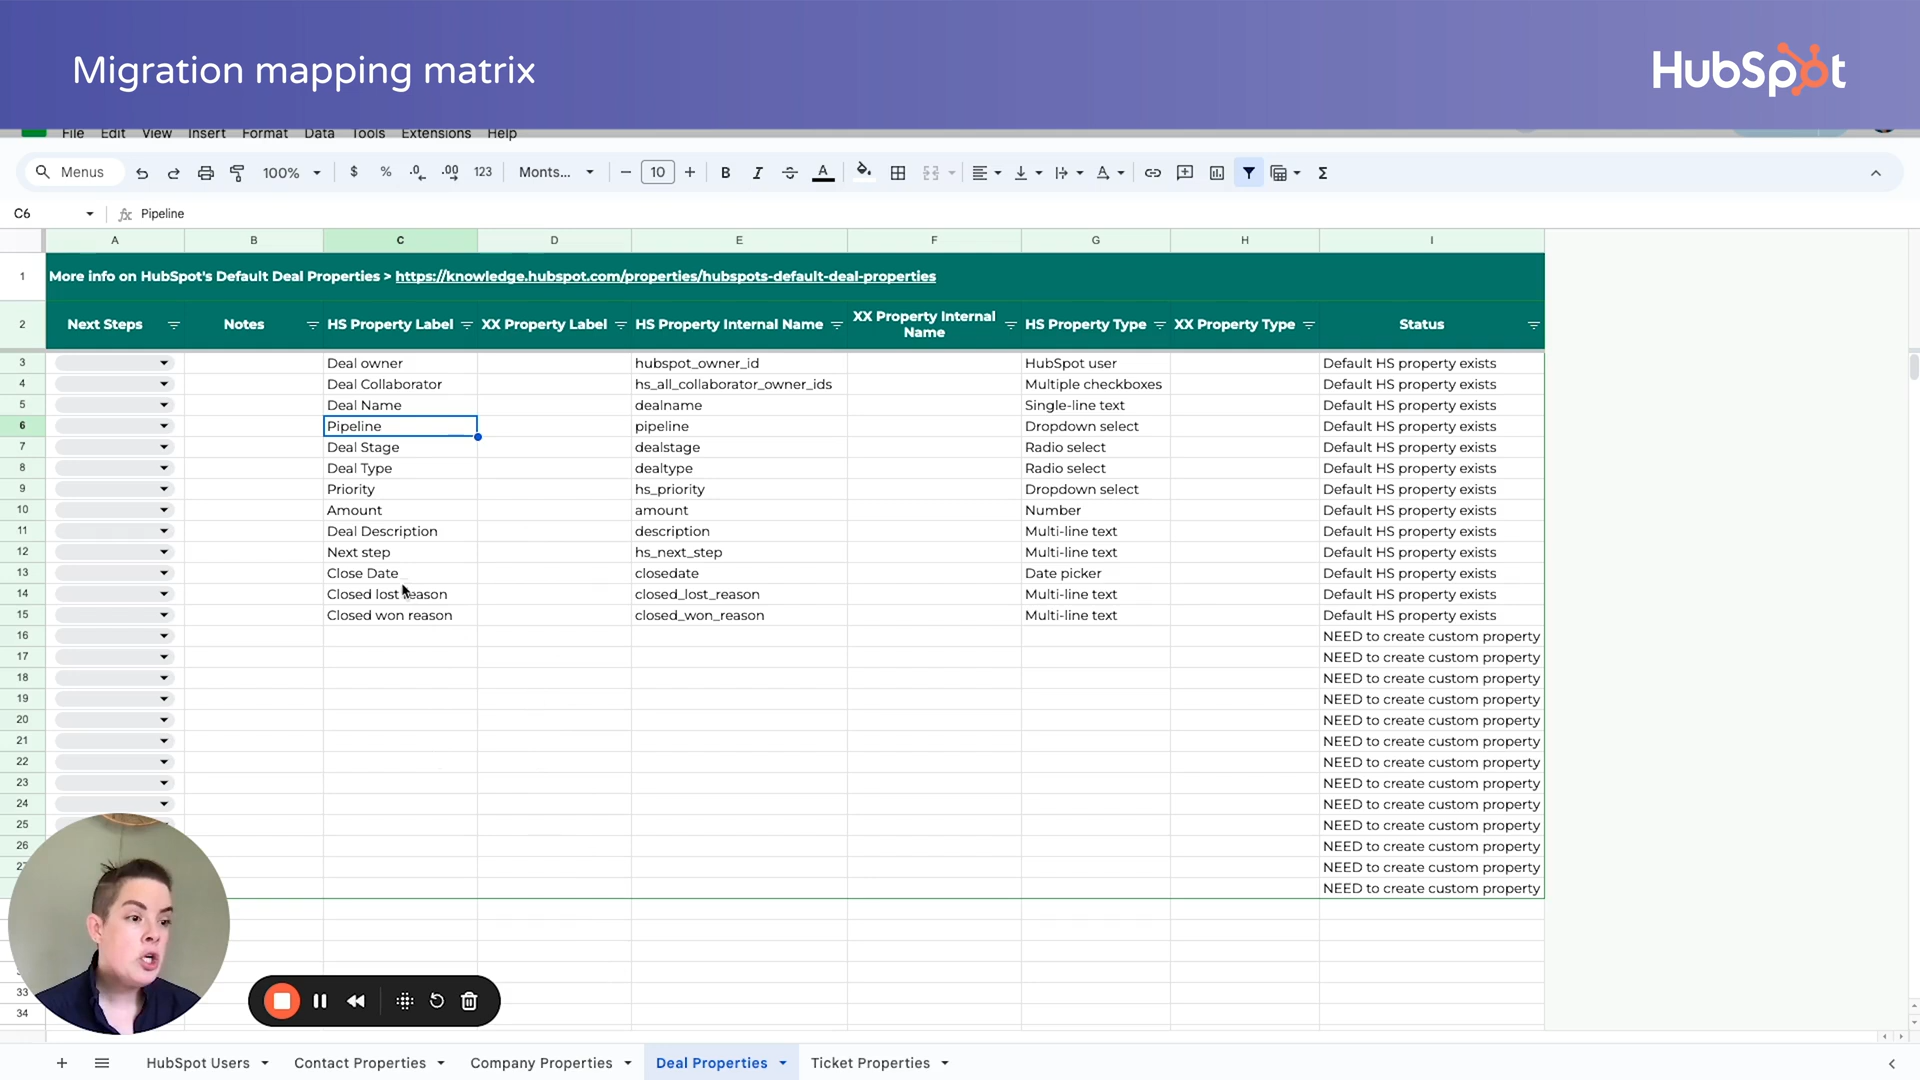 Migration mapping matrix
HubSpot
File Edit View Insert Format Data Tools Extensions Help
Menus 100% $ % .0 .00 123 Monts... 10 B I A
C6 Pipeline
A B C D E F G H I
1 More info on HubSpot's Default Deal Properties > https://knowledge.hubspot.com/properties/hubspots-default-deal-properties
2 Next Steps Notes HS Property Label XX Property Label HS Property Internal Name XX Property Internal Name HS Property Type XX Property Type Status
3 Deal owner hubspot_owner_id HubSpot user Default HS property exists
4 Deal Collaborator hs_all_collaborator_owner_ids Multiple checkboxes Default HS property exists
5 Deal Name dealname Single-line text Default HS property exists
6 Pipeline pipeline Dropdown select Default HS property exists
7 Deal Stage dealstage Radio select Default HS property exists
8 Deal Type dealtype Radio select Default HS property exists
9 Priority hs_priority Dropdown select Default HS property exists
10 Amount amount Number Default HS property exists
11 Deal Description description Multi-line text Default HS property exists
12 Next step hs_next_step Multi-line text Default HS property exists
13 Close Date closedate Date picker Default HS property exists
14 Closed lost reason closed_lost_reason Multi-line text Default HS property exists
15 Closed won reason closed_won_reason Multi-line text Default HS property exists
16 NEED to create custom property
17 NEED to create custom property
18 NEED to create custom property
19 NEED to create custom property
20 NEED to create custom property
21 NEED to create custom property
22 NEED to create custom property
23 NEED to create custom property
24 NEED to create custom property
25 NEED to create custom property
26 NEED to create custom property
NEED to create custom property
NEED to create custom property
33
34
HubSpot Users Contact Properties Company Properties Deal Properties Ticket Properties